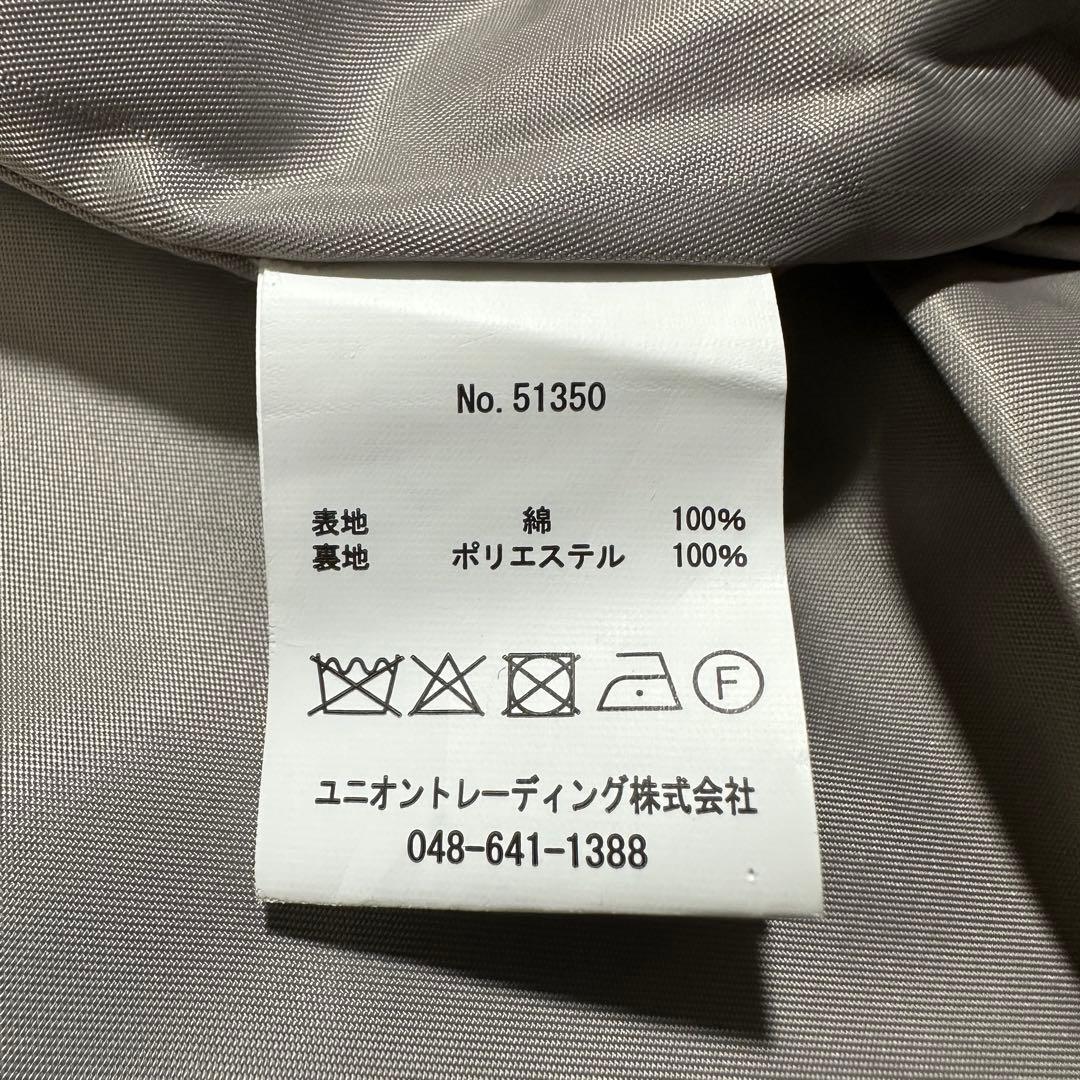 No. 51350
表地 綿 100%
裏地 ポリエステル 100%
F
ユニオントレーディング株式会社
048-641-1388